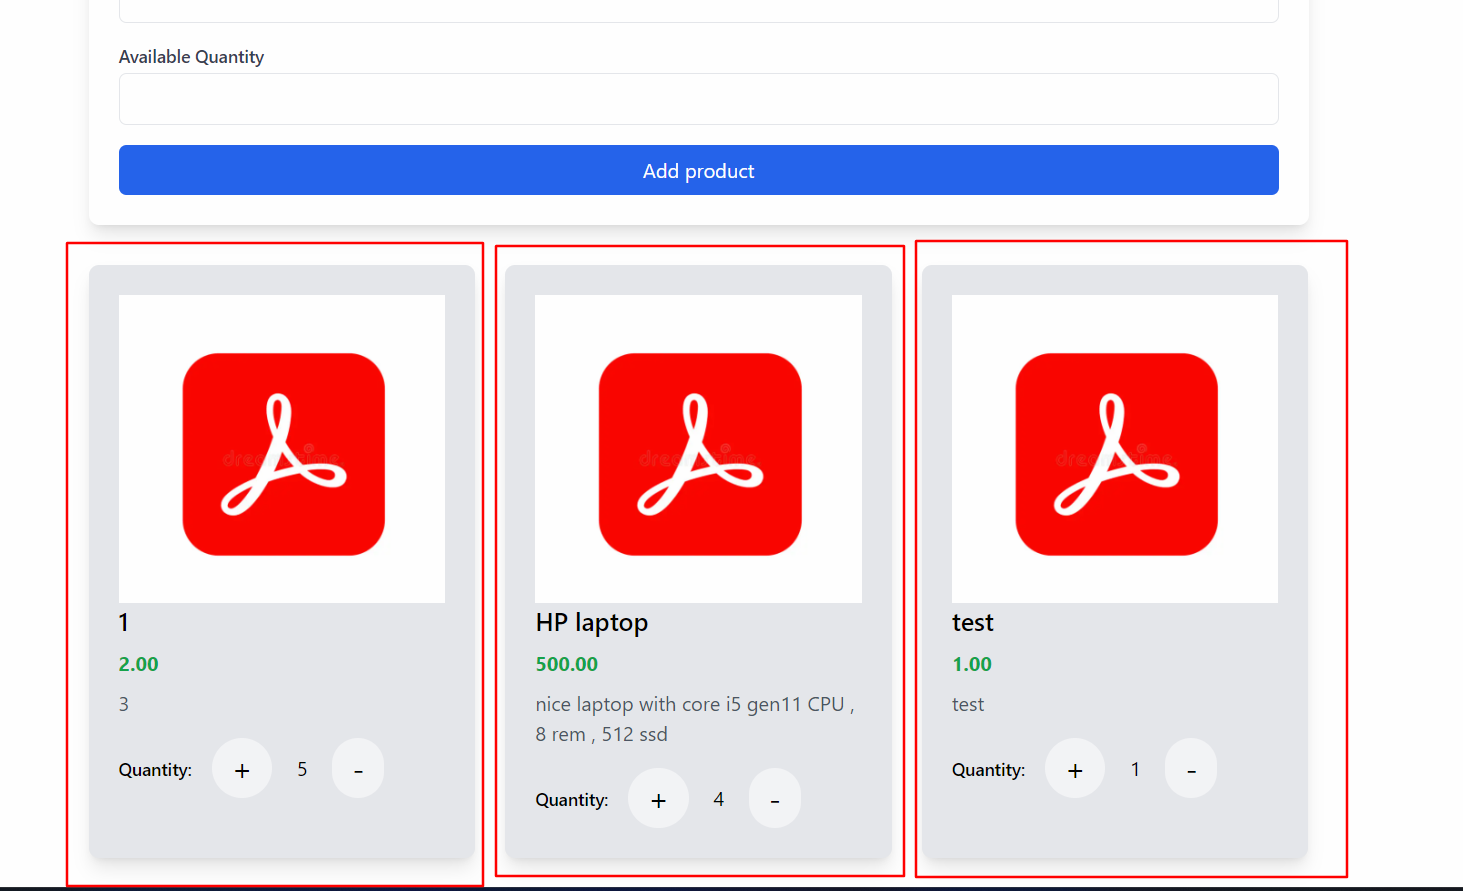 Available Quantity
Add product
1
2.00
3
Quantity: + 5 -
HP laptop
500.00
nice laptop with core i5 gen11 CPU ,
8 rem , 512 ssd
Quantity: + 4 -
test
1.00
test
Quantity: + 1 -